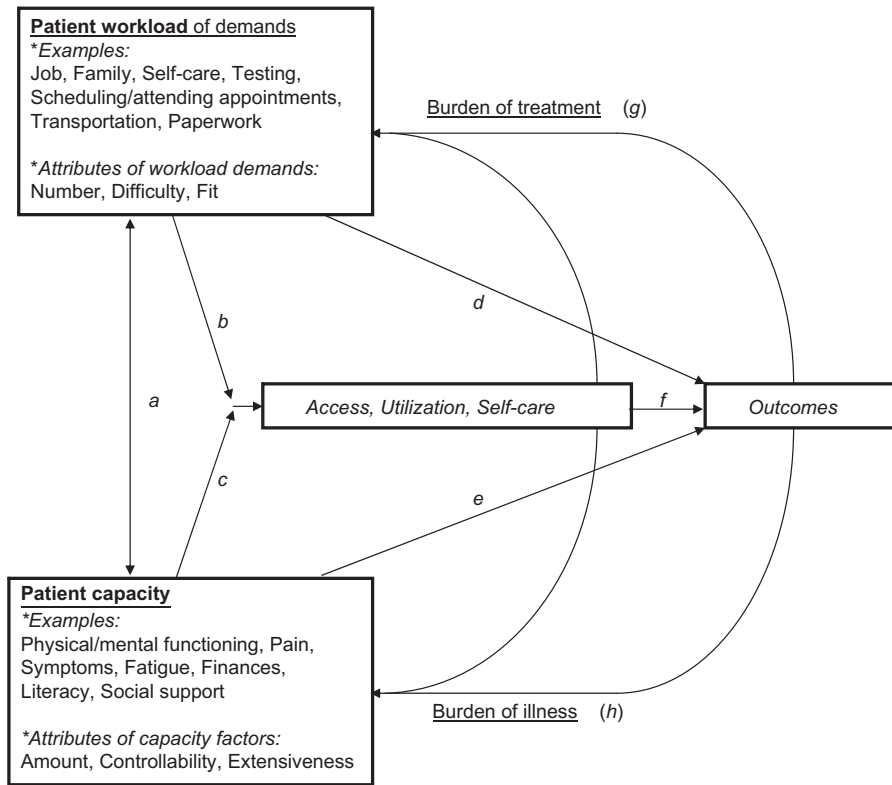 Patient workload of demands
*Examples:
Job, Family, Self-care, Testing,
Scheduling/attending appointments,
Transportation, Paperwork
*Attributes of workload demands:
Number, Difficulty, Fit
Burden of treatment (g)
b
d
a
Access, Utilization, Self-care
f
Outcomes
c
e
Patient capacity
*Examples:
Physical/mental functioning, Pain,
Symptoms, Fatigue, Finances,
Literacy, Social support
*Attributes of capacity factors:
Amount, Controllability, Extensiveness
Burden of illness (h)